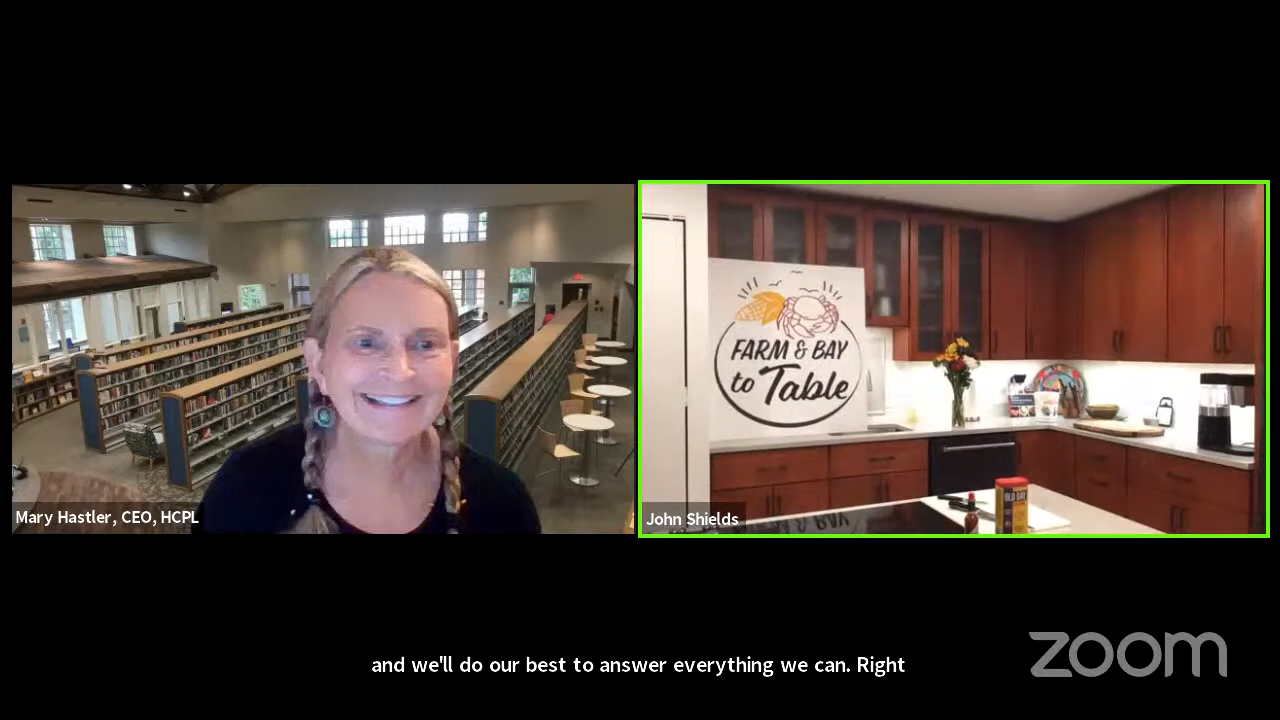 FARM & BAY
to Table
OLD BAY
Mary Hastler, CEO, HCPL
John Shields
and we'll do our best to answer everything we can. Right
zoom